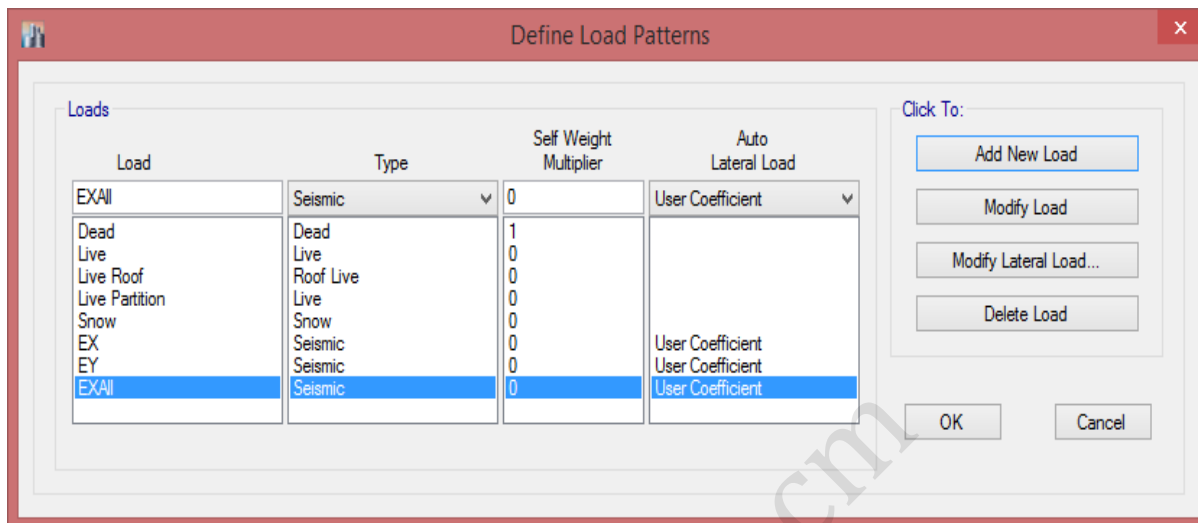 Define Load Patterns
x
Loads
Click To:
Load Type Self Weight Multiplier Auto Lateral Load
EXAll Seismic 0 User Coefficient
Dead Dead 1
Live Live 0
Live Roof Roof Live 0
Live Partition Live 0
Snow Snow 0
EX Seismic 0 User Coefficient
EY Seismic 0 User Coefficient
EXAll Seismic 0 User Coefficient
Add New Load
Modify Load
Modify Lateral Load...
Delete Load
OK Cancel
cm